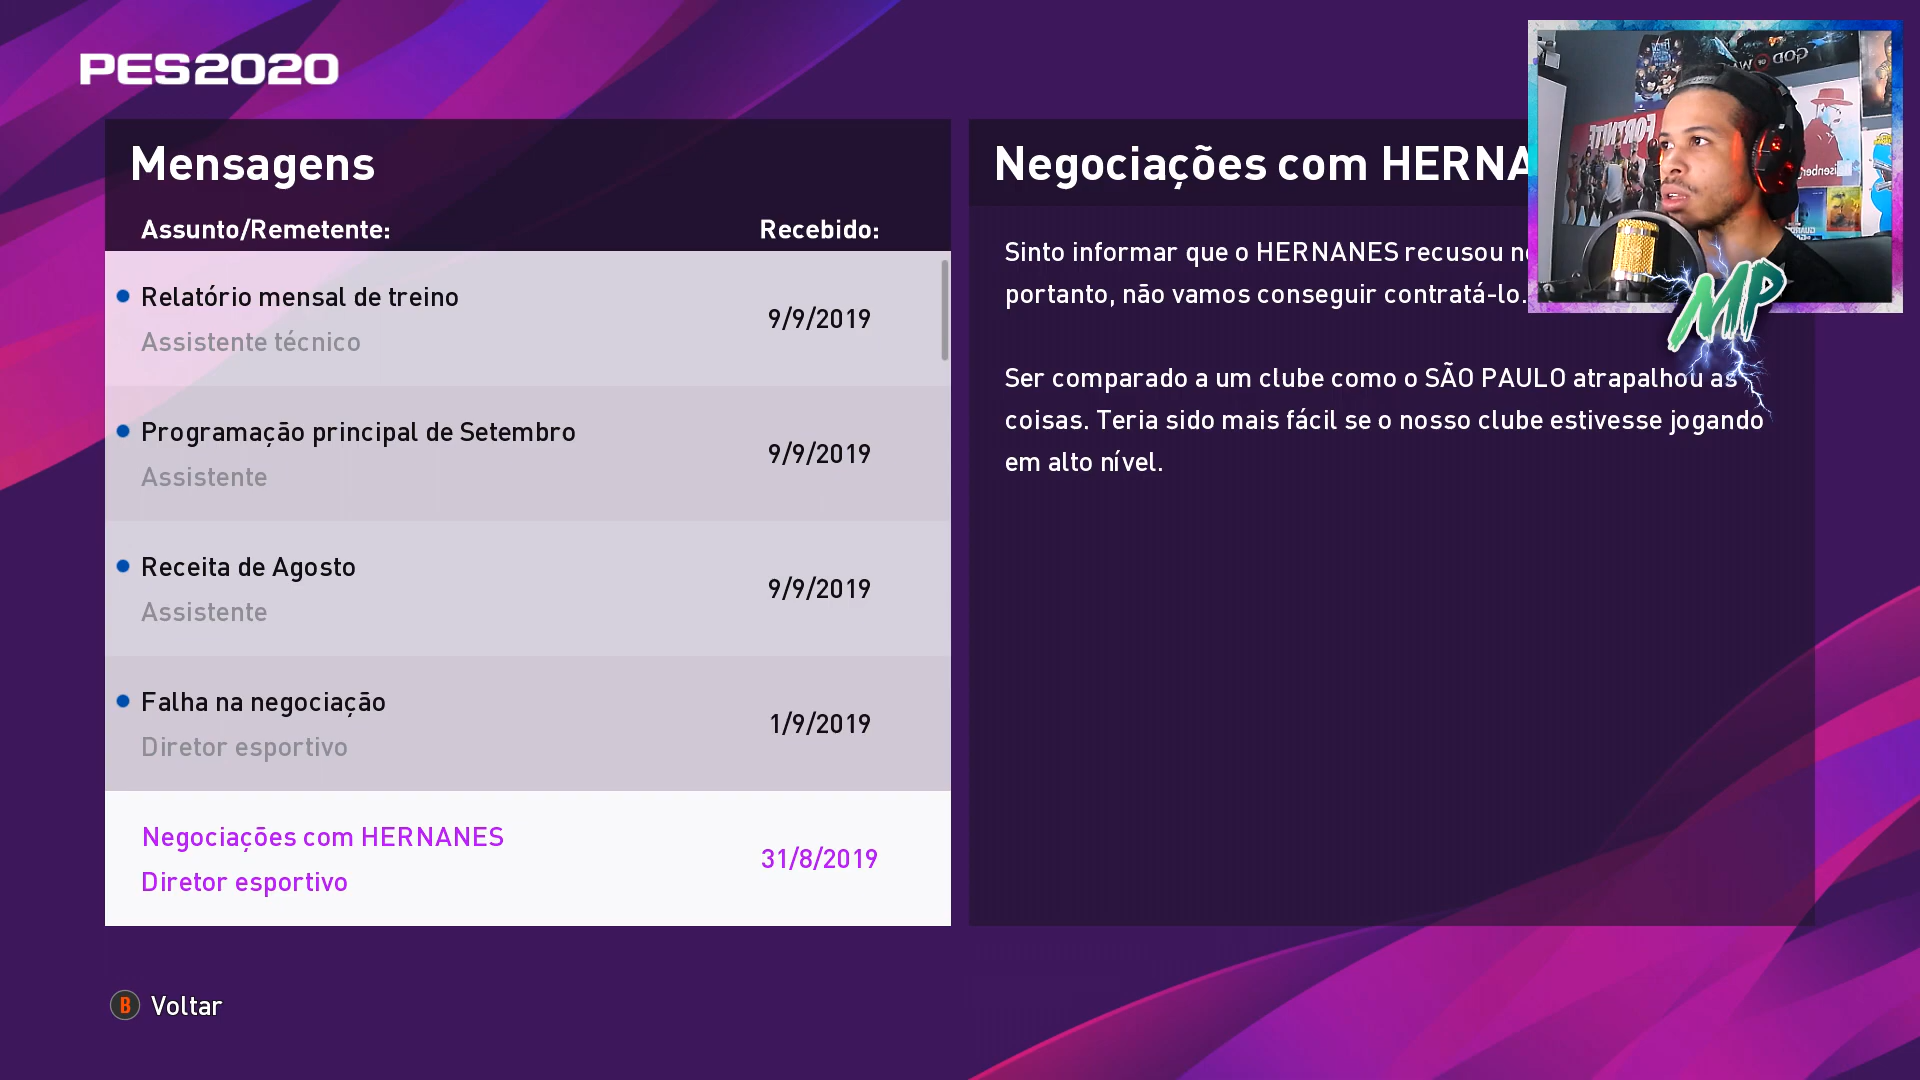 PES2020
Mensagens
Assunto/Remetente:
Recebido:
Relatório mensal de treino
Assistente técnico
9/9/2019
Programação principal de Setembro
Assistente
9/9/2019
Receita de Agosto
Assistente
9/9/2019
Falha na negociação
Diretor esportivo
1/9/2019
Negociações com HERNANES
Diretor esportivo
31/8/2019
B Voltar
Negociações com HERNA
Sinto informar que o HERNANES recusou
portanto, não vamos conseguir contratá-lo.
Ser comparado a um clube como o SÃO PAULO atrapalhou as
coisas. Teria sido mais fácil se o nosso clube estivesse jogando
em alto nível.
GOD OF WA
FORTNITE
MP